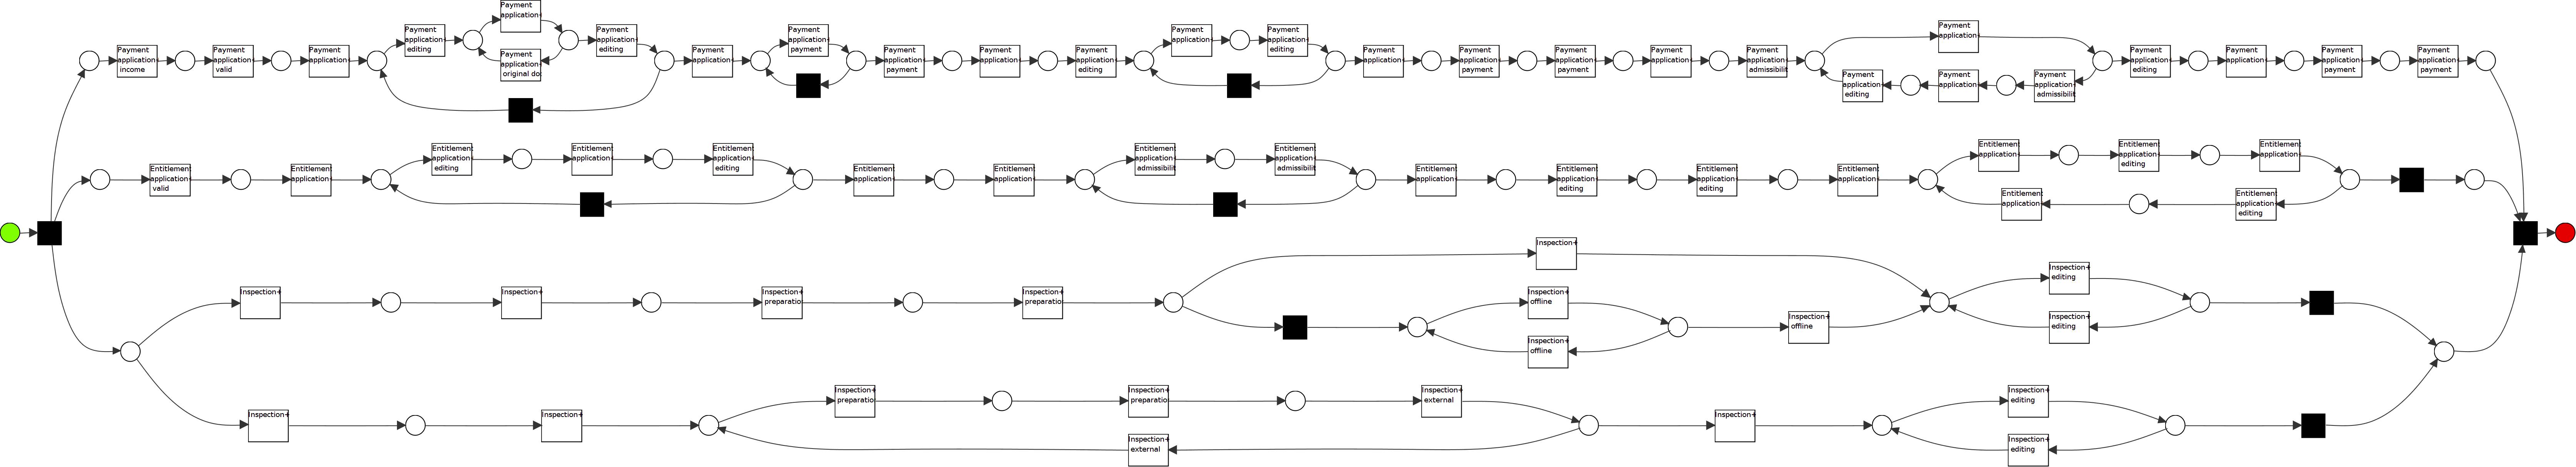 Payment
application+
income
Payment
application+
valid
Payment
application+
Payment
application+
editing
Payment
application+
Payment
application+
original doc
Payment
application+
editing
Payment
application+
Payment
application+
payment
Payment
application+
payment
Payment
application+
Payment
application+
editing
Payment
application+
Payment
application+
editing
Payment
application+
Payment
application+
payment
Payment
application+
payment
Payment
application+
Payment
application+
admissibilit
Payment
application+
Payment
application+
editing
Payment
application+
Payment
application+
admissibilit
Payment
application+
editing
Payment
application+
Payment
application+
payment
Payment
application+
payment
Entitlement
application+
valid
Entitlement
application+
Entitlement
application+
editing
Entitlement
application+
Entitlement
application+
editing
Entitlement
application+
Entitlement
application+
Entitlement
application+
admissibilit
Entitlement
application+
admissibilit
Entitlement
application+
Entitlement
application+
editing
Entitlement
application+
editing
Entitlement
application+
Entitlement
application+
Entitlement
application+
editing
Entitlement
application+
Entitlement
application+
Entitlement
application+
editing
Inspection+
Inspection+
Inspection+
preparatio
Inspection+
preparatio
Inspection+
Inspection+
offline
Inspection+
offline
Inspection+
offline
Inspection+
editing
Inspection+
editing
Inspection+
Inspection+
Inspection+
preparatio
Inspection+
preparatio
Inspection+
external
Inspection+
external
Inspection+
Inspection+
editing
Inspection+
editing